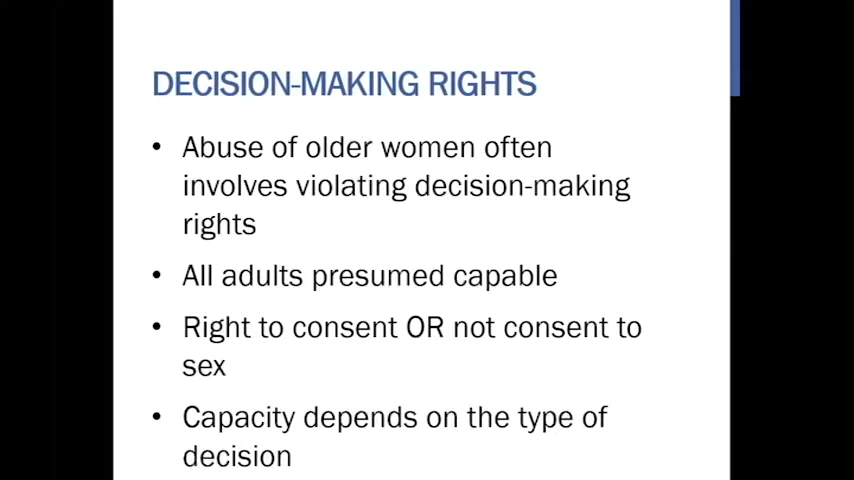 DECISION-MAKING RIGHTS
• Abuse of older women often
involves violating decision-making
rights
• All adults presumed capable
• Right to consent OR not consent to
sex
• Capacity depends on the type of
decision